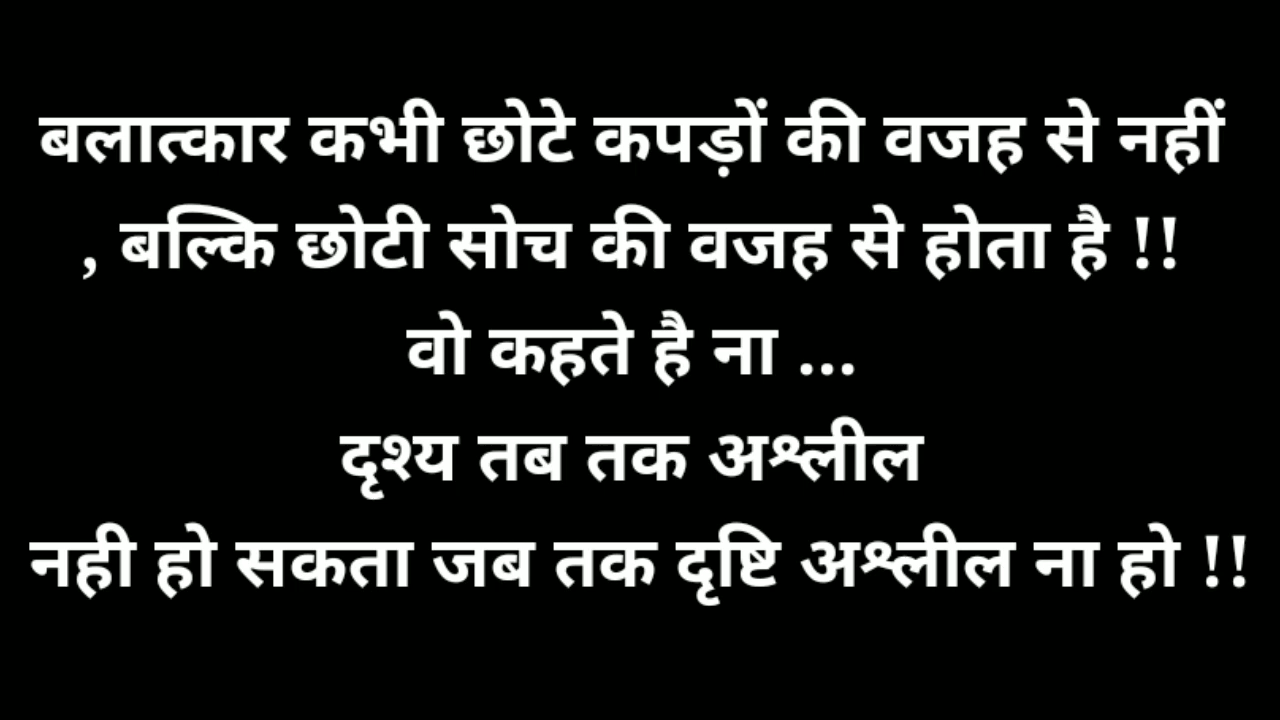 बलात्कार कभी छोटे कपड़ों की वजह से नहीं
, बल्कि छोटी सोच की वजह से होता है !!
वो कहते है ना ...
दृश्य तब तक अश्लील
नही हो सकता जब तक दृष्टि अश्लील ना हो !!